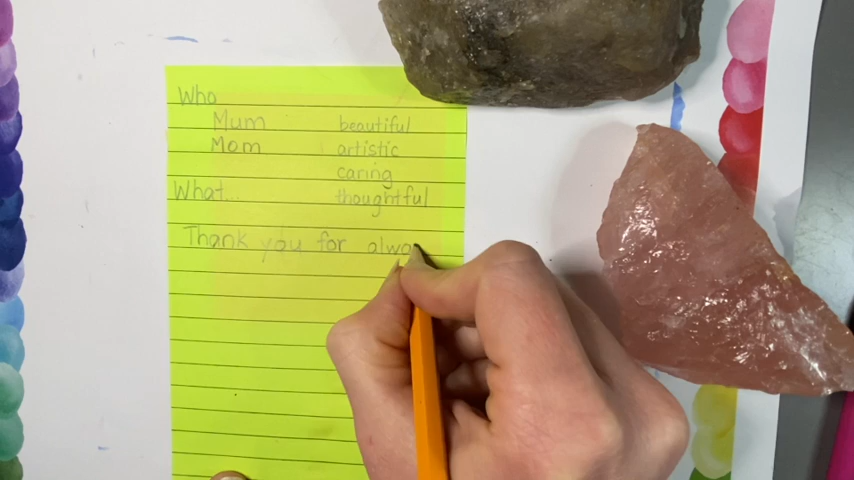 Who
Mum beautiful
Mom artistic
caring
What... thoughtful
Thank you for alwa